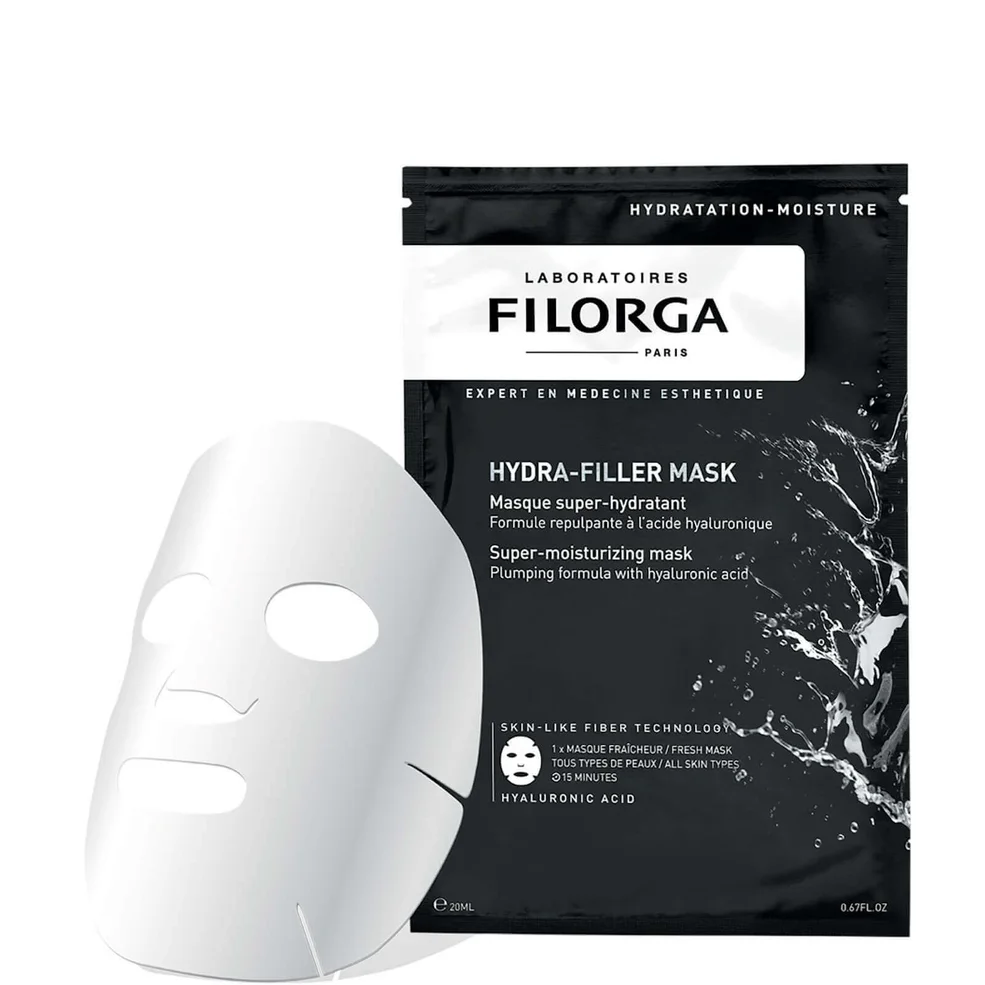 HYDRATATION-MOISTURE
LABORATOIRES
FILORGA
PARIS
EXPERT EN MEDECINE ESTHETIQUE
HYDRA-FILLER MASK
Masque super-hydratant
Formule repulpante à l'acide hyaluronique
Super-moisturizing mask
Plumping formula with hyaluronic acid
SKIN-LIKE FIBER TECHNOLOGY
1 x MASQUE FRAÎCHEUR / FRESH MASK
TOUS TYPES DE PEAUX / ALL SKIN TYPES
15 MINUTES
HYALURONIC ACID
℮ 20ML
0.67FL.OZ